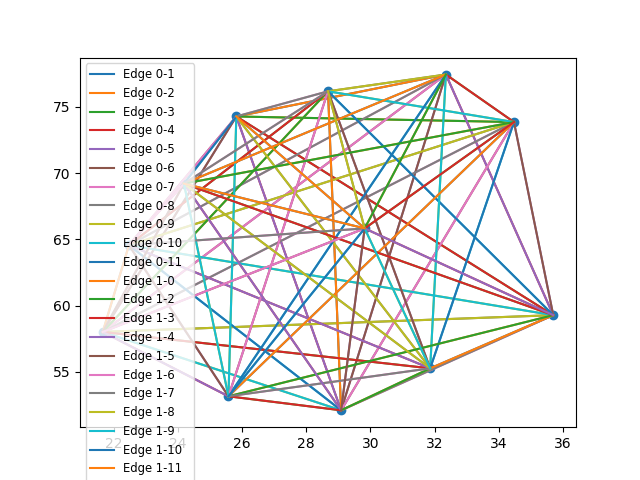 75
70
65
60
55
22
24
26
28
30
32
34
36
Edge 0-1
Edge 0-2
Edge 0-3
Edge 0-4
Edge 0-5
Edge 0-6
Edge 0-7
Edge 0-8
Edge 0-9
Edge 0-10
Edge 0-11
Edge 1-0
Edge 1-2
Edge 1-3
Edge 1-4
Edge 1-5
Edge 1-6
Edge 1-7
Edge 1-8
Edge 1-9
Edge 1-10
Edge 1-11